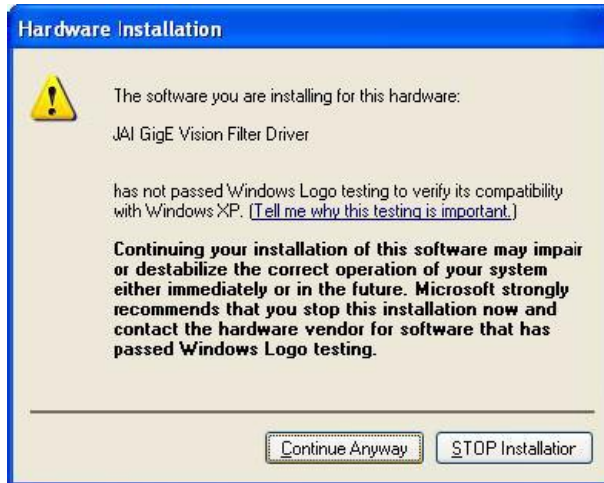 Hardware Installation
The software you are installing for this hardware:
JAI GigE Vision Filter Driver
has not passed Windows Logo testing to verify its compatibility
with Windows XP. (Tell me why this testing is important.)
Continuing your installation of this software may impair
or destabilize the correct operation of your system
either immediately or in the future. Microsoft strongly
recommends that you stop this installation now and
contact the hardware vendor for software that has
passed Windows Logo testing.
Continue Anyway
STOP Installation